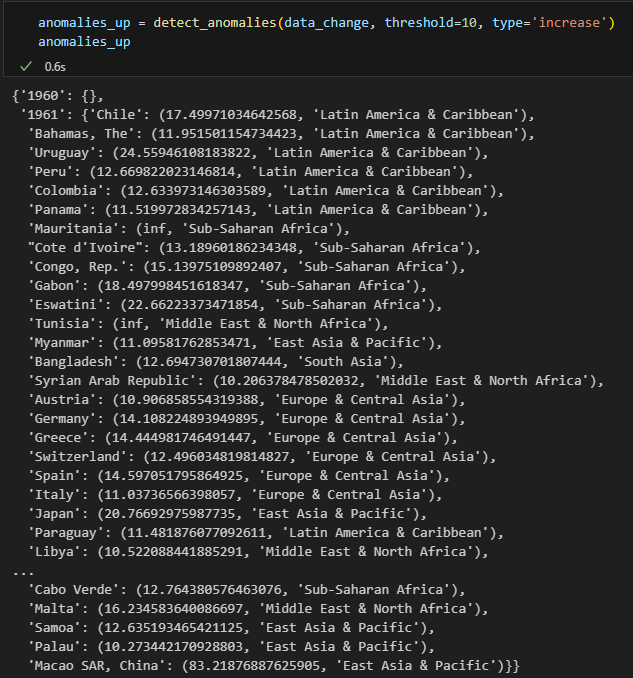 anomalies_up = detect_anomalies(data_change, threshold=10, type='increase')
anomalies_up
0.6s
{'1960': {},
 '1961': {'Chile': (17.49971034642568, 'Latin America & Caribbean'),
  'Bahamas, The': (11.951501154734423, 'Latin America & Caribbean'),
  'Uruguay': (24.55946108183822, 'Latin America & Caribbean'),
  'Peru': (12.669822023146814, 'Latin America & Caribbean'),
  'Colombia': (12.633973146303589, 'Latin America & Caribbean'),
  'Panama': (11.519972834257143, 'Latin America & Caribbean'),
  'Mauritania': (inf, 'Sub-Saharan Africa'),
  "Cote d'Ivoire": (13.18960186234348, 'Sub-Saharan Africa'),
  'Congo, Rep.': (15.13975109892407, 'Sub-Saharan Africa'),
  'Gabon': (18.497998451618347, 'Sub-Saharan Africa'),
  'Eswatini': (22.66223373471854, 'Sub-Saharan Africa'),
  'Tunisia': (inf, 'Middle East & North Africa'),
  'Myanmar': (11.09581762853471, 'East Asia & Pacific'),
  'Bangladesh': (12.694730701807444, 'South Asia'),
  'Syrian Arab Republic': (10.206378478502032, 'Middle East & North Africa'),
  'Austria': (10.906858554319388, 'Europe & Central Asia'),
  'Germany': (14.108224893949895, 'Europe & Central Asia'),
  'Greece': (14.444981746491447, 'Europe & Central Asia'),
  'Switzerland': (12.496034819814827, 'Europe & Central Asia'),
  'Spain': (14.597051795864925, 'Europe & Central Asia'),
  'Italy': (11.03736566398057, 'Europe & Central Asia'),
  'Japan': (20.76692975987735, 'East Asia & Pacific'),
  'Paraguay': (11.481876077092611, 'Latin America & Caribbean'),
  'Libya': (10.522088441885291, 'Middle East & North Africa'),
...
  'Cabo Verde': (12.764380576463076, 'Sub-Saharan Africa'),
  'Malta': (16.234583640086697, 'Middle East & North Africa'),
  'Samoa': (12.635193465421125, 'East Asia & Pacific'),
  'Palau': (10.273442170928803, 'East Asia & Pacific'),
  'Macao SAR, China': (83.21876887625905, 'East Asia & Pacific')}}